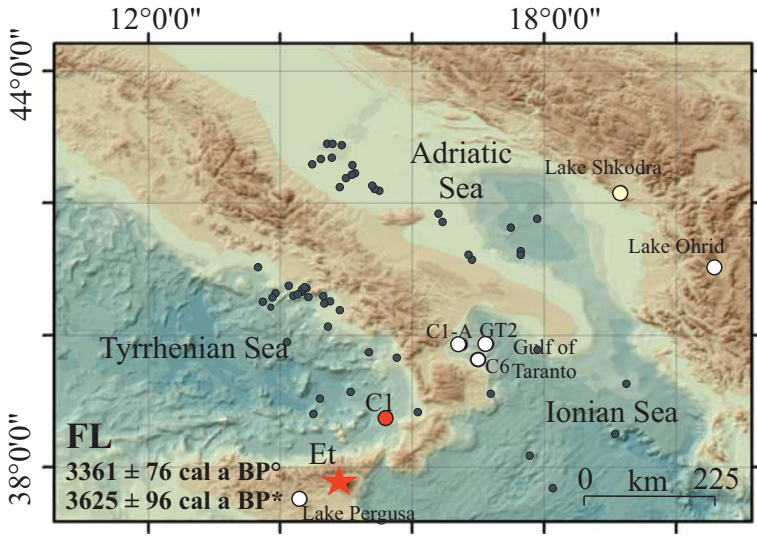 12°0'0"
18°0'0"
44°0'0"
38°0'0"
Adriatic
Sea
Lake Shkodra
Lake Ohrid
C1-A
GT2
C6
Gulf of
Taranto
Tyrrhenian Sea
C1
Ionian Sea
FL
Et
3361 ± 76 cal a BP°
3625 ± 96 cal a BP*
Lake Pergusa
0 km 225